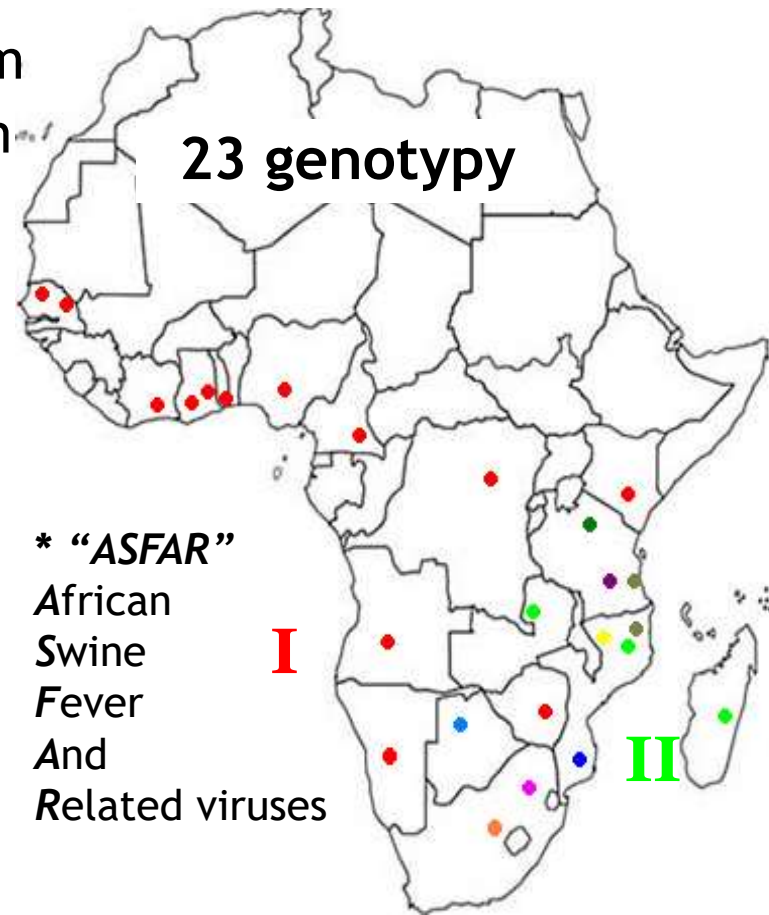 m
n
23 genotypy
* “ASFAR”
African
Swine
Fever
And
Related viruses
I
II